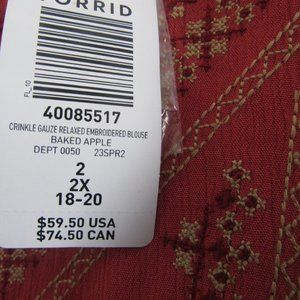 TORRID
FL_10
40085517
CRINKLE GAUZE RELAXED EMBROIDERED BLOUSE
BAKED APPLE
DEPT 0050 23SPR2
2
2X
18-20
$59.50 USA
$74.50 CAN